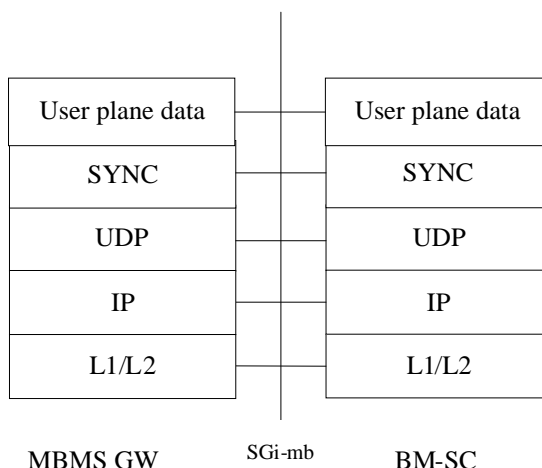 User plane data User plane data
SYNC SYNC
UDP UDP
IP IP
L1/L2 L1/L2
MBMS GW SGi-mb BM-SC